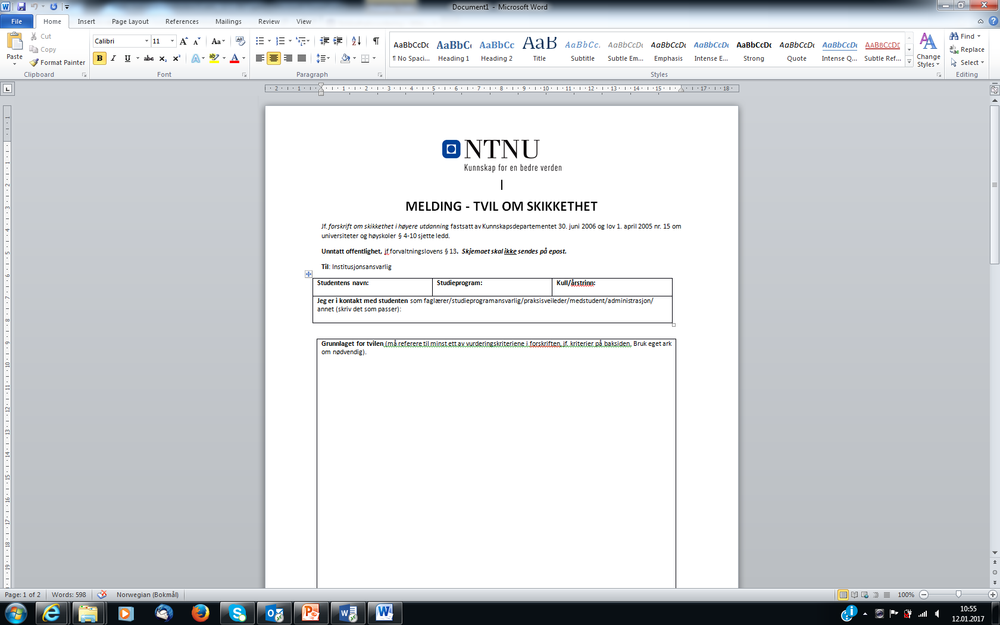 Document1 - Microsoft Word
File Home Insert Page Layout References Mailings Review View
Paste
Cut
Copy
Format Painter
Clipboard
Calibri 11
Font
Paragraph
AaBbCcDc AaBbCc AaBbCc AaB AaBbCc. AaBbCcDc AaBbCcDc AaBbCcDc AaBbCcDc AaBbCcDc AaBbCcDc AABBCCDE
¶ No Spaci... Heading 1 Heading 2 Title Subtitle Subtle Em... Emphasis Intense E... Strong Quote Intense Q... Subtle Ref...
Styles
Change Styles
Find
Replace
Select
Editing
2 1 1 2 3 4 5 6 7 8 9 10 11 12 13 14 15 17 18
NTNU
Kunnskap for en bedre verden
MELDING - TVIL OM SKIKKETHET
Jf. forskrift om skikkethet i høyere utdanning fastsatt av Kunnskapsdepartementet 30. juni 2006 og lov 1. april 2005 nr. 15 om
universiteter og høyskoler § 4-10 sjette ledd.
Unntatt offentlighet, jf forvaltningslovens § 13. Skjemaet skal ikke sendes på epost.
Til: Institusjonsansvarlig
Studentens navn: Studieprogram: Kull/årstrinn:
Jeg er i kontakt med studenten som faglærer/studieprogramansvarlig/praksisveileder/medstudent/administrasjon/
annet (skriv det som passer):
Grunnlaget for tvilen (må referere til minst ett av vurderingskriteriene i forskriften, jf. kriterier på baksiden. Bruk eget ark
om nødvendig).
Page: 1 of 2 Words: 598 Norwegian (Bokmål) 100%
10:55
12.01.2017